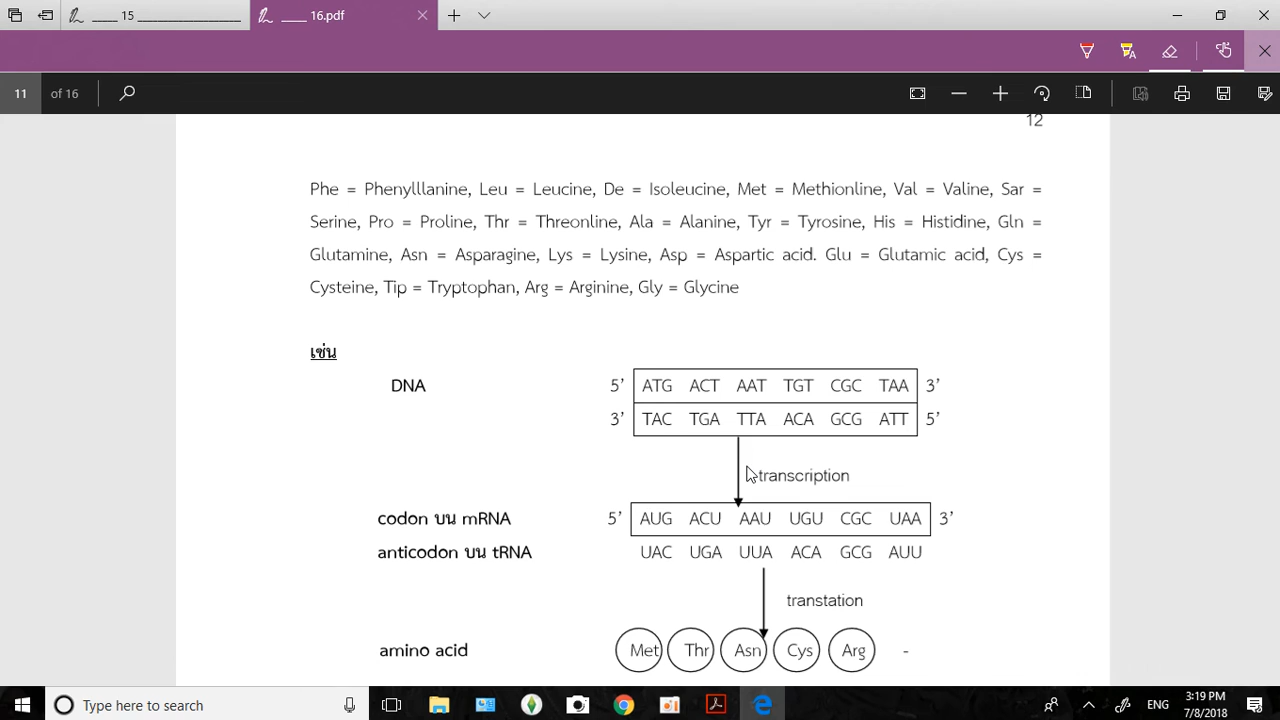 ____ 15 ________________
____ 16.pdf
11 of 16
12
Phe = Phenylllanine, Leu = Leucine, De = Isoleucine, Met = Methionline, Val = Valine, Sar =
Serine, Pro = Proline, Thr = Threonline, Ala = Alanine, Tyr = Tyrosine, His = Histidine, Gln =
Glutamine, Asn = Asparagine, Lys = Lysine, Asp = Aspartic acid. Glu = Glutamic acid, Cys =
Cysteine, Tip = Tryptophan, Arg = Arginine, Gly = Glycine
เช่น
DNA 5’ ATG ACT AAT TGT CGC TAA 3’
3’ TAC TGA TTA ACA GCG ATT 5’
transcription
codon บน mRNA 5’ AUG ACU AAU UGU CGC UAA 3’
anticodon บน tRNA UAC UGA UUA ACA GCG AUU
transtation
amino acid Met Thr Asn Cys Arg -
Type here to search
ENG
3:19 PM
7/8/2018